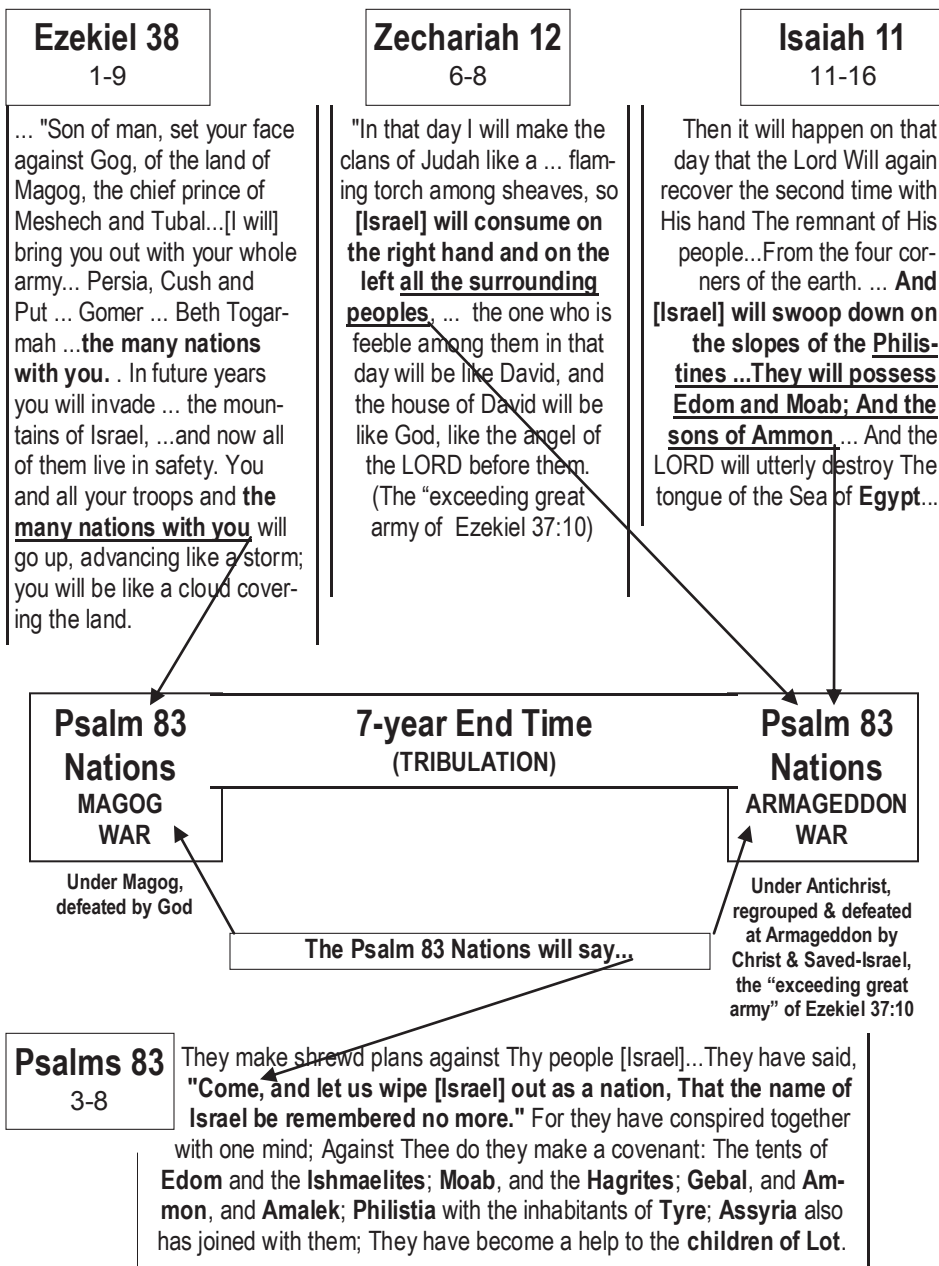 Ezekiel 38
1-9
... "Son of man, set your face
against Gog, of the land of
Magog, the chief prince of
Meshech and Tubal...[I will]
bring you out with your whole
army... Persia, Cush and
Put ... Gomer ... Beth Togar-
mah ...the many nations
with you. . In future years
you will invade ... the moun-
tains of Israel, ...and now all
of them live in safety. You
and all your troops and the
many nations with you will
go up, advancing like a storm;
you will be like a cloud cover-
ing the land.
Zechariah 12
6-8
"In that day I will make the
clans of Judah like a ... flam-
ing torch among sheaves, so
[Israel] will consume on
the right hand and on the
left all the surrounding
peoples, ... the one who is
feeble among them in that
day will be like David, and
the house of David will be
like God, like the angel of
the LORD before them.
(The “exceeding great
army of Ezekiel 37:10)
Isaiah 11
11-16
Then it will happen on that
day that the Lord Will again
recover the second time with
His hand The remnant of His
people...From the four cor-
ners of the earth. ... And
[Israel] will swoop down on
the slopes of the Philis-
tines ...They will possess
Edom and Moab; And the
sons of Ammon ... And the
LORD will utterly destroy The
tongue of the Sea of Egypt...
Psalm 83
Nations
MAGOG
WAR
Under Magog,
defeated by God
7-year End Time
(TRIBULATION)
Psalm 83
Nations
ARMAGEDDON
WAR
Under Antichrist,
regrouped & defeated
at Armageddon by
Christ & Saved-Israel,
the “exceeding great
army” of Ezekiel 37:10
The Psalm 83 Nations will say...
Psalms 83
3-8
They make shrewd plans against Thy people [Israel]...They have said,
"Come, and let us wipe [Israel] out as a nation, That the name of
Israel be remembered no more." For they have conspired together
with one mind; Against Thee do they make a covenant: The tents of
Edom and the Ishmaelites; Moab, and the Hagrites; Gebal, and Am-
mon, and Amalek; Philistia with the inhabitants of Tyre; Assyria also
has joined with them; They have become a help to the children of Lot.